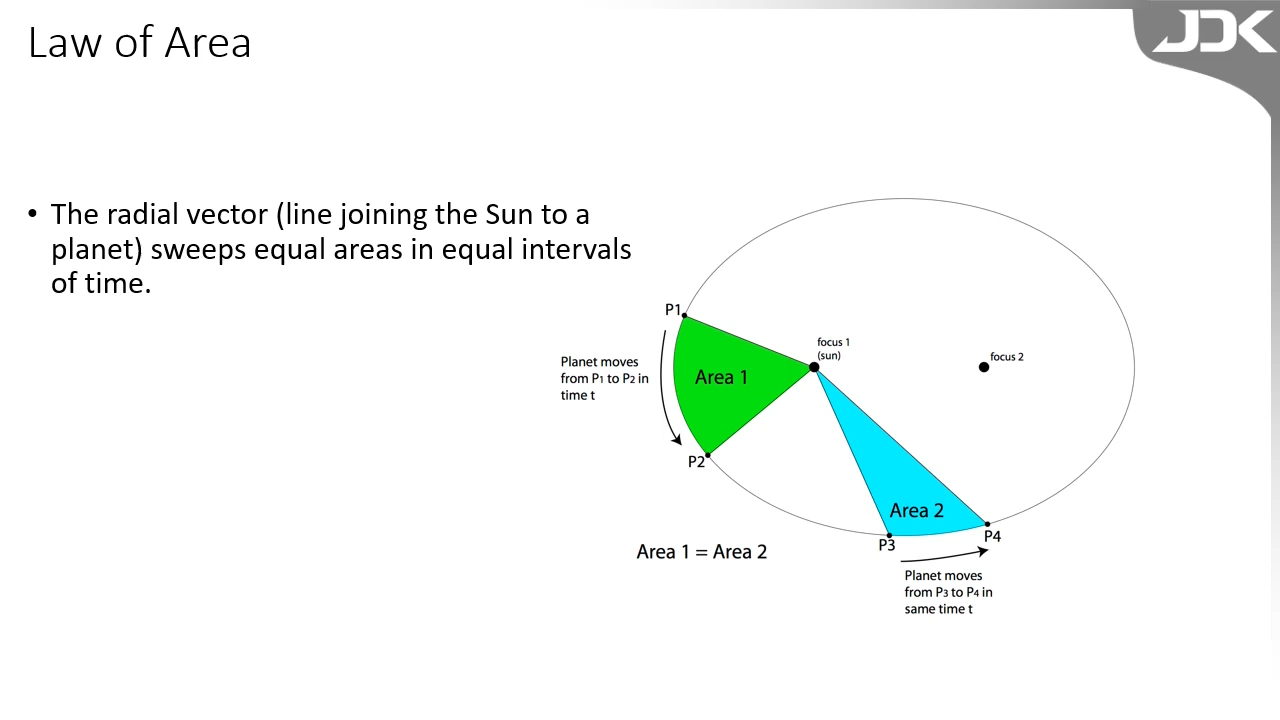 Law of Area
JDK
• The radial vector (line joining the Sun to a
planet) sweeps equal areas in equal intervals
of time.
P1
focus 1
(sun)
focus 2
Planet moves
from P1 to P2 in
time t
Area 1
P2
Area 2
P3
P4
Area 1 = Area 2
Planet moves
from P3 to P4 in
same time t